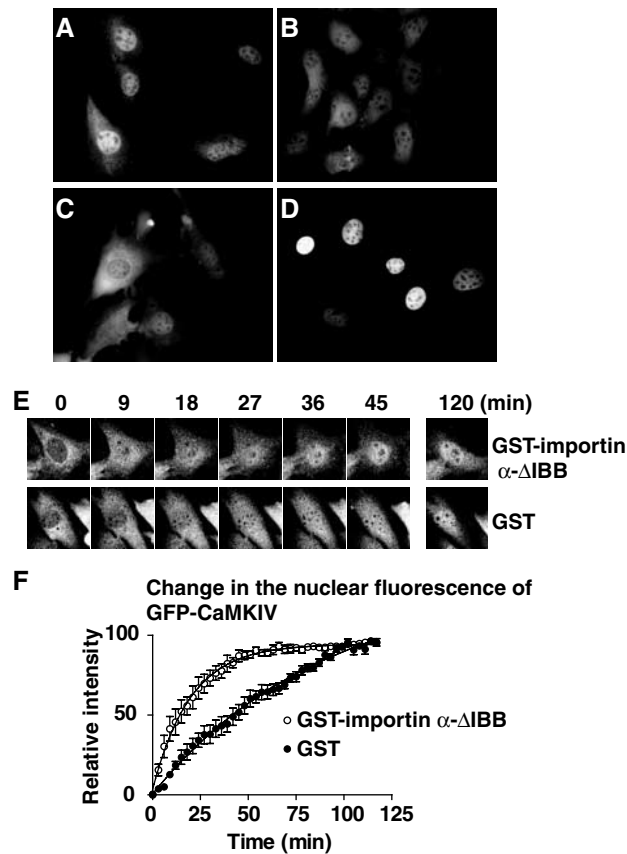 A
B
C
D
E
0 9 18 27 36 45 120 (min)
GST-importin
α-ΔIBB
GST
F
Change in the nuclear fluorescence of
GFP-CaMKIV
Relative intensity
100
50
0
GST-importin α-ΔIBB
GST
0 25 50 75 100 125
Time (min)